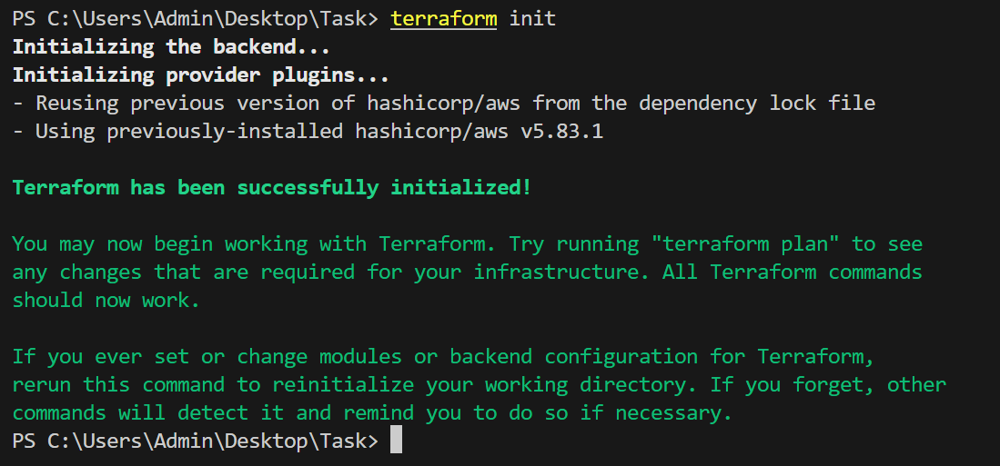 PS C:\Users\Admin\Desktop\Task> terraform init
Initializing the backend...
Initializing provider plugins...
- Reusing previous version of hashicorp/aws from the dependency lock file
- Using previously-installed hashicorp/aws v5.83.1
Terraform has been successfully initialized!
You may now begin working with Terraform. Try running "terraform plan" to see
any changes that are required for your infrastructure. All Terraform commands
should now work.
If you ever set or change modules or backend configuration for Terraform,
rerun this command to reinitialize your working directory. If you forget, other
commands will detect it and remind you to do so if necessary.
PS C:\Users\Admin\Desktop\Task>